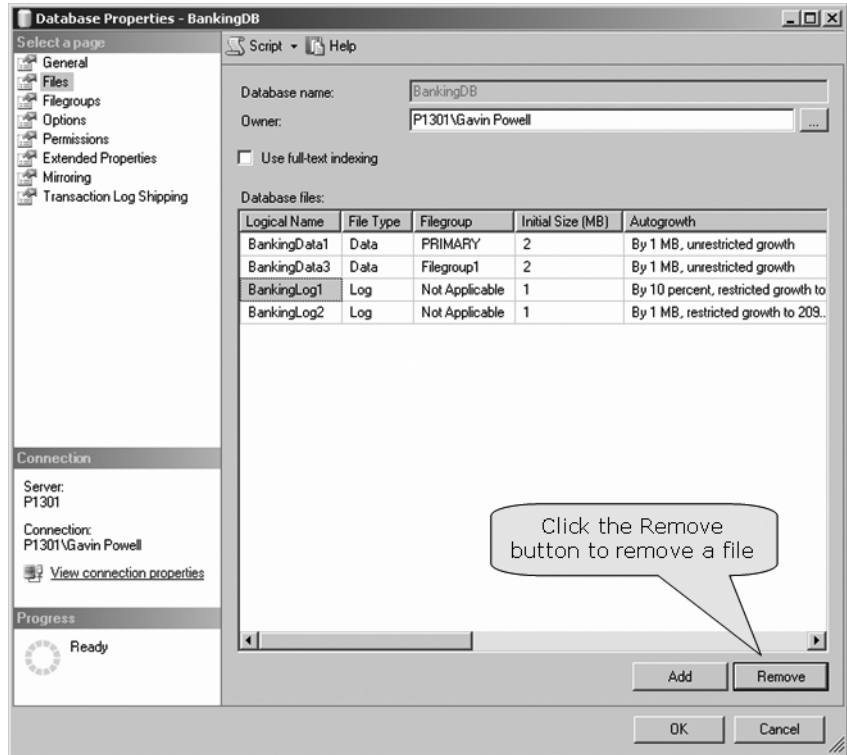 Database Properties - BankingDB
Select a page
General
Files
Filegroups
Options
Permissions
Extended Properties
Mirroring
Transaction Log Shipping
Script Help
Database name: BankingDB
Owner: P1301\Gavin Powell ...
Use full-text indexing
Database files:
Logical Name File Type Filegroup Initial Size (MB) Autogrowth
BankingData1 Data PRIMARY 2 By 1 MB, unrestricted growth
BankingData3 Data Filegroup1 2 By 1 MB, unrestricted growth
BankingLog1 Log Not Applicable 1 By 10 percent, restricted growth to
BankingLog2 Log Not Applicable 1 By 1 MB, restricted growth to 209..
Connection
Server:
P1301
Connection:
P1301\Gavin Powell
View connection properties
Progress
Ready
Click the Remove
button to remove a file
Add Remove
OK Cancel